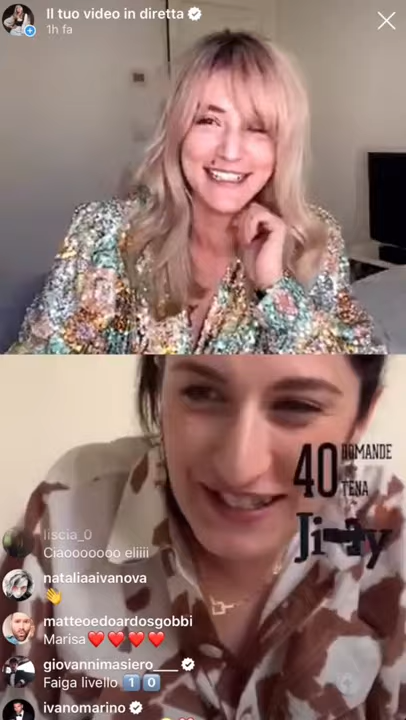 Il tuo video in diretta
1h fa
40 DOMANDE
TENA
liscia_0
Ciaooooooo eliiii
nataliaaivanova
👋
matteoedoardosgobbi
Marisa❤️❤️❤️❤️
giovannimasiero___
Faiga livello 1️⃣0️⃣
ivanomarino